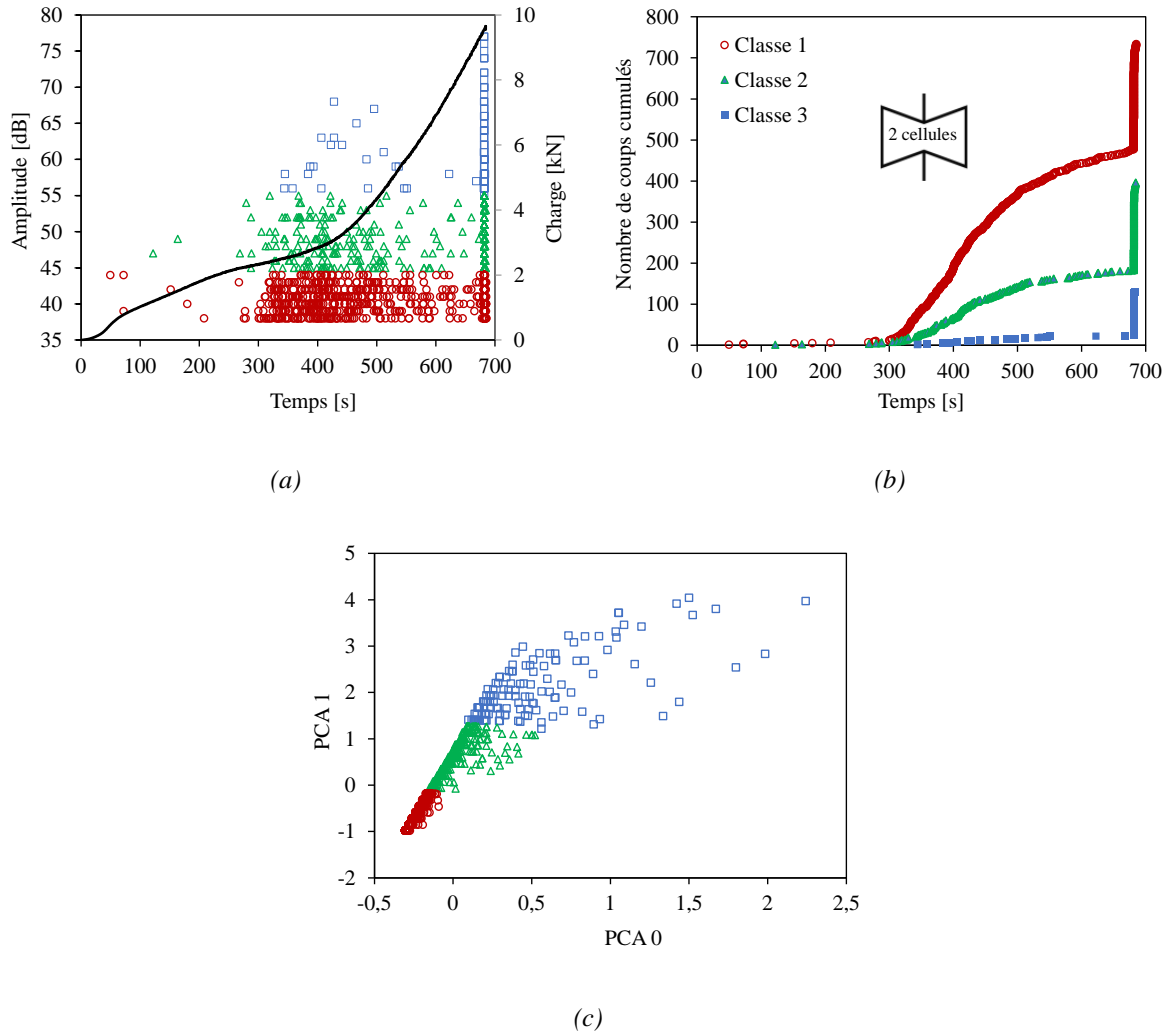 80
75
70
65
60
55
50
45
40
35
Amplitude [dB]
10
8
6
4
2
0
Charge [kN]
0 100 200 300 400 500 600 700
Temps [s]
(a)
800
700
600
500
400
300
200
100
0
Nombre de coups cumulés
Classe 1
Classe 2
Classe 3
2 cellules
0 100 200 300 400 500 600 700
Temps [s]
(b)
5
4
3
2
1
0
-1
-2
PCA 1
-0,5 0 0,5 1 1,5 2 2,5
PCA 0
(c)